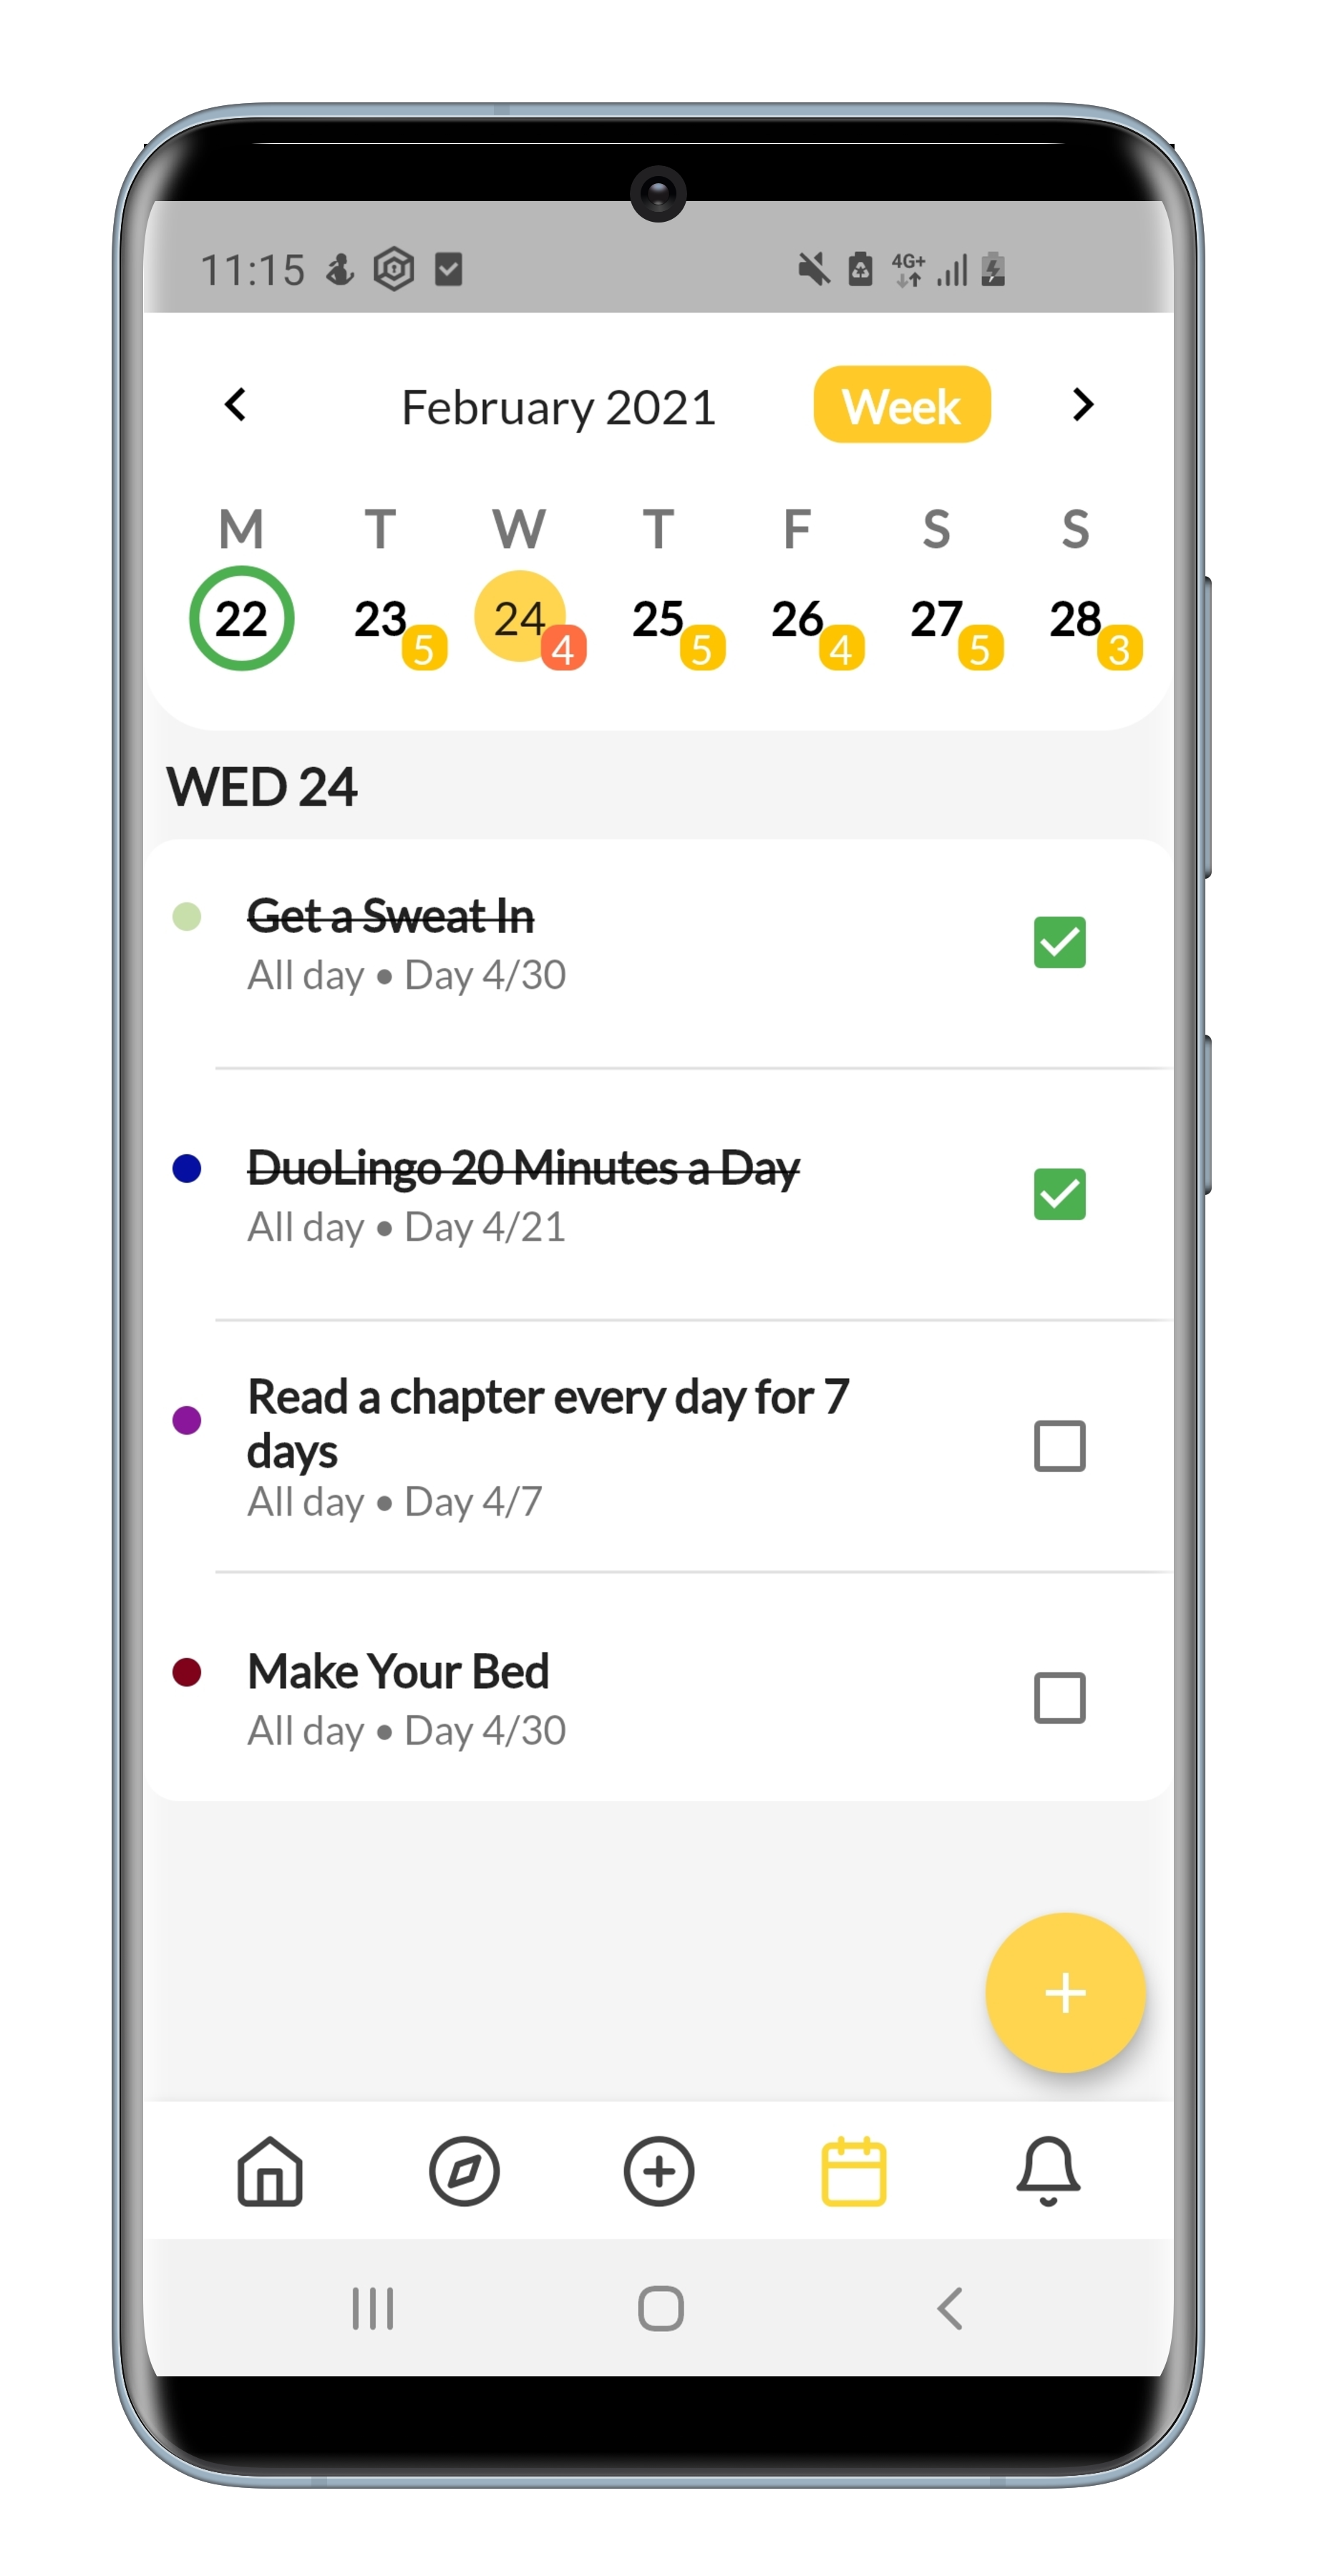 11:15 4G+
February 2021 Week
M T W T F S S
22 23 24 25 26 27 28
5 4 5 4 5 3
WED 24
Get a Sweat In
All day • Day 4/30
DuoLingo 20 Minutes a Day
All day • Day 4/21
Read a chapter every day for 7
days
All day • Day 4/7
Make Your Bed
All day • Day 4/30